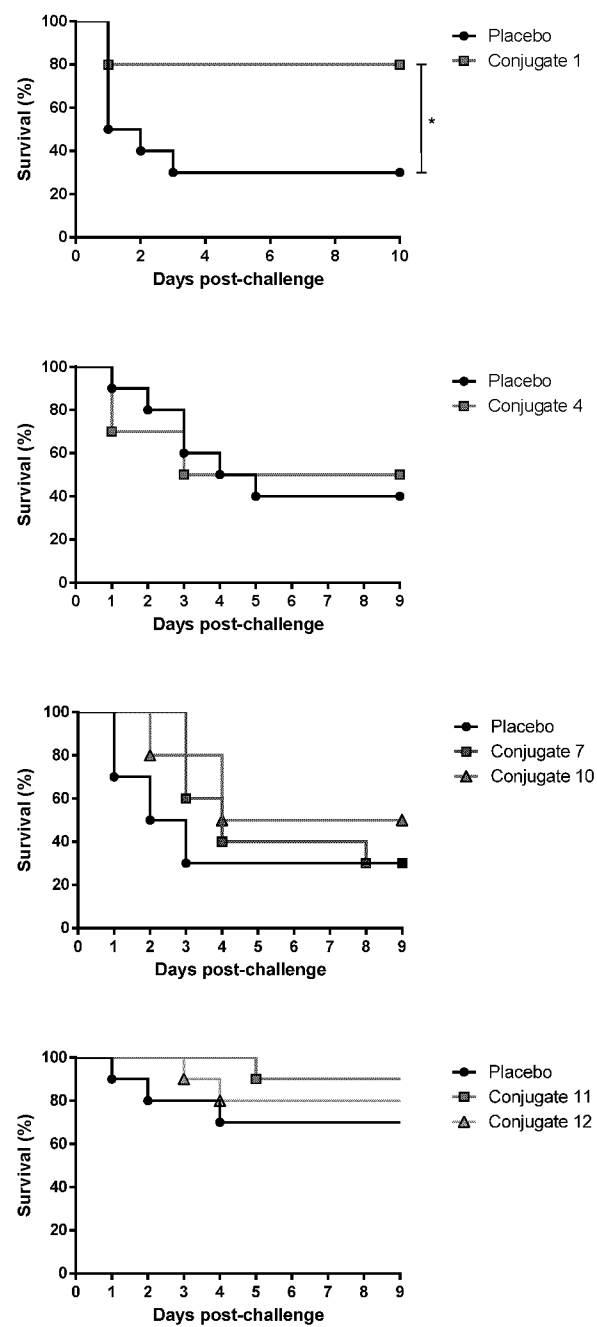 100
80
60
40
20
0
Survival (%)
0 2 4 6 8 10
Days post-challenge
Placebo
Conjugate 1
*
100
80
60
40
20
0
Survival (%)
0 1 2 3 4 5 6 7 8 9
Days post-challenge
Placebo
Conjugate 4
100
80
60
40
20
0
Survival (%)
0 1 2 3 4 5 6 7 8 9
Days post-challenge
Placebo
Conjugate 7
Conjugate 10
100
80
60
40
20
0
Survival (%)
0 1 2 3 4 5 6 7 8 9
Days post-challenge
Placebo
Conjugate 11
Conjugate 12